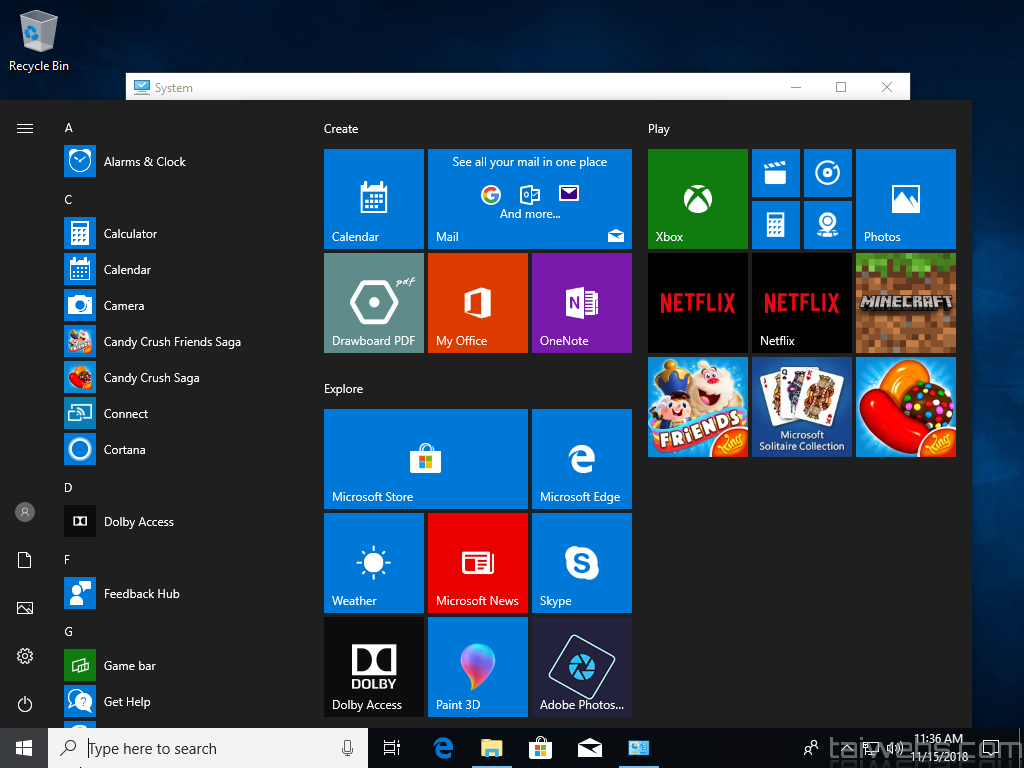 Recycle Bin
System
A
Alarms & Clock
C
Calculator
Calendar
Camera
Candy Crush Friends Saga
Candy Crush Saga
Connect
Cortana
D
Dolby Access
F
Feedback Hub
G
Game bar
Get Help
Create
Calendar
See all your mail in one place
And more...
Mail
Drawboard PDF
pdf
My Office
OneNote
Explore
Microsoft Store
Microsoft Edge
Weather
Microsoft News
Skype
DOLBY
Dolby Access
Paint 3D
Adobe Photos...
Play
Xbox
Photos
NETFLIX
NETFLIX
Netflix
MINECRAFT
FRIENDS
King
Microsoft
Solitaire Collection
King
Type here to search
11:36 AM
11/15/2018
taiwebs.com